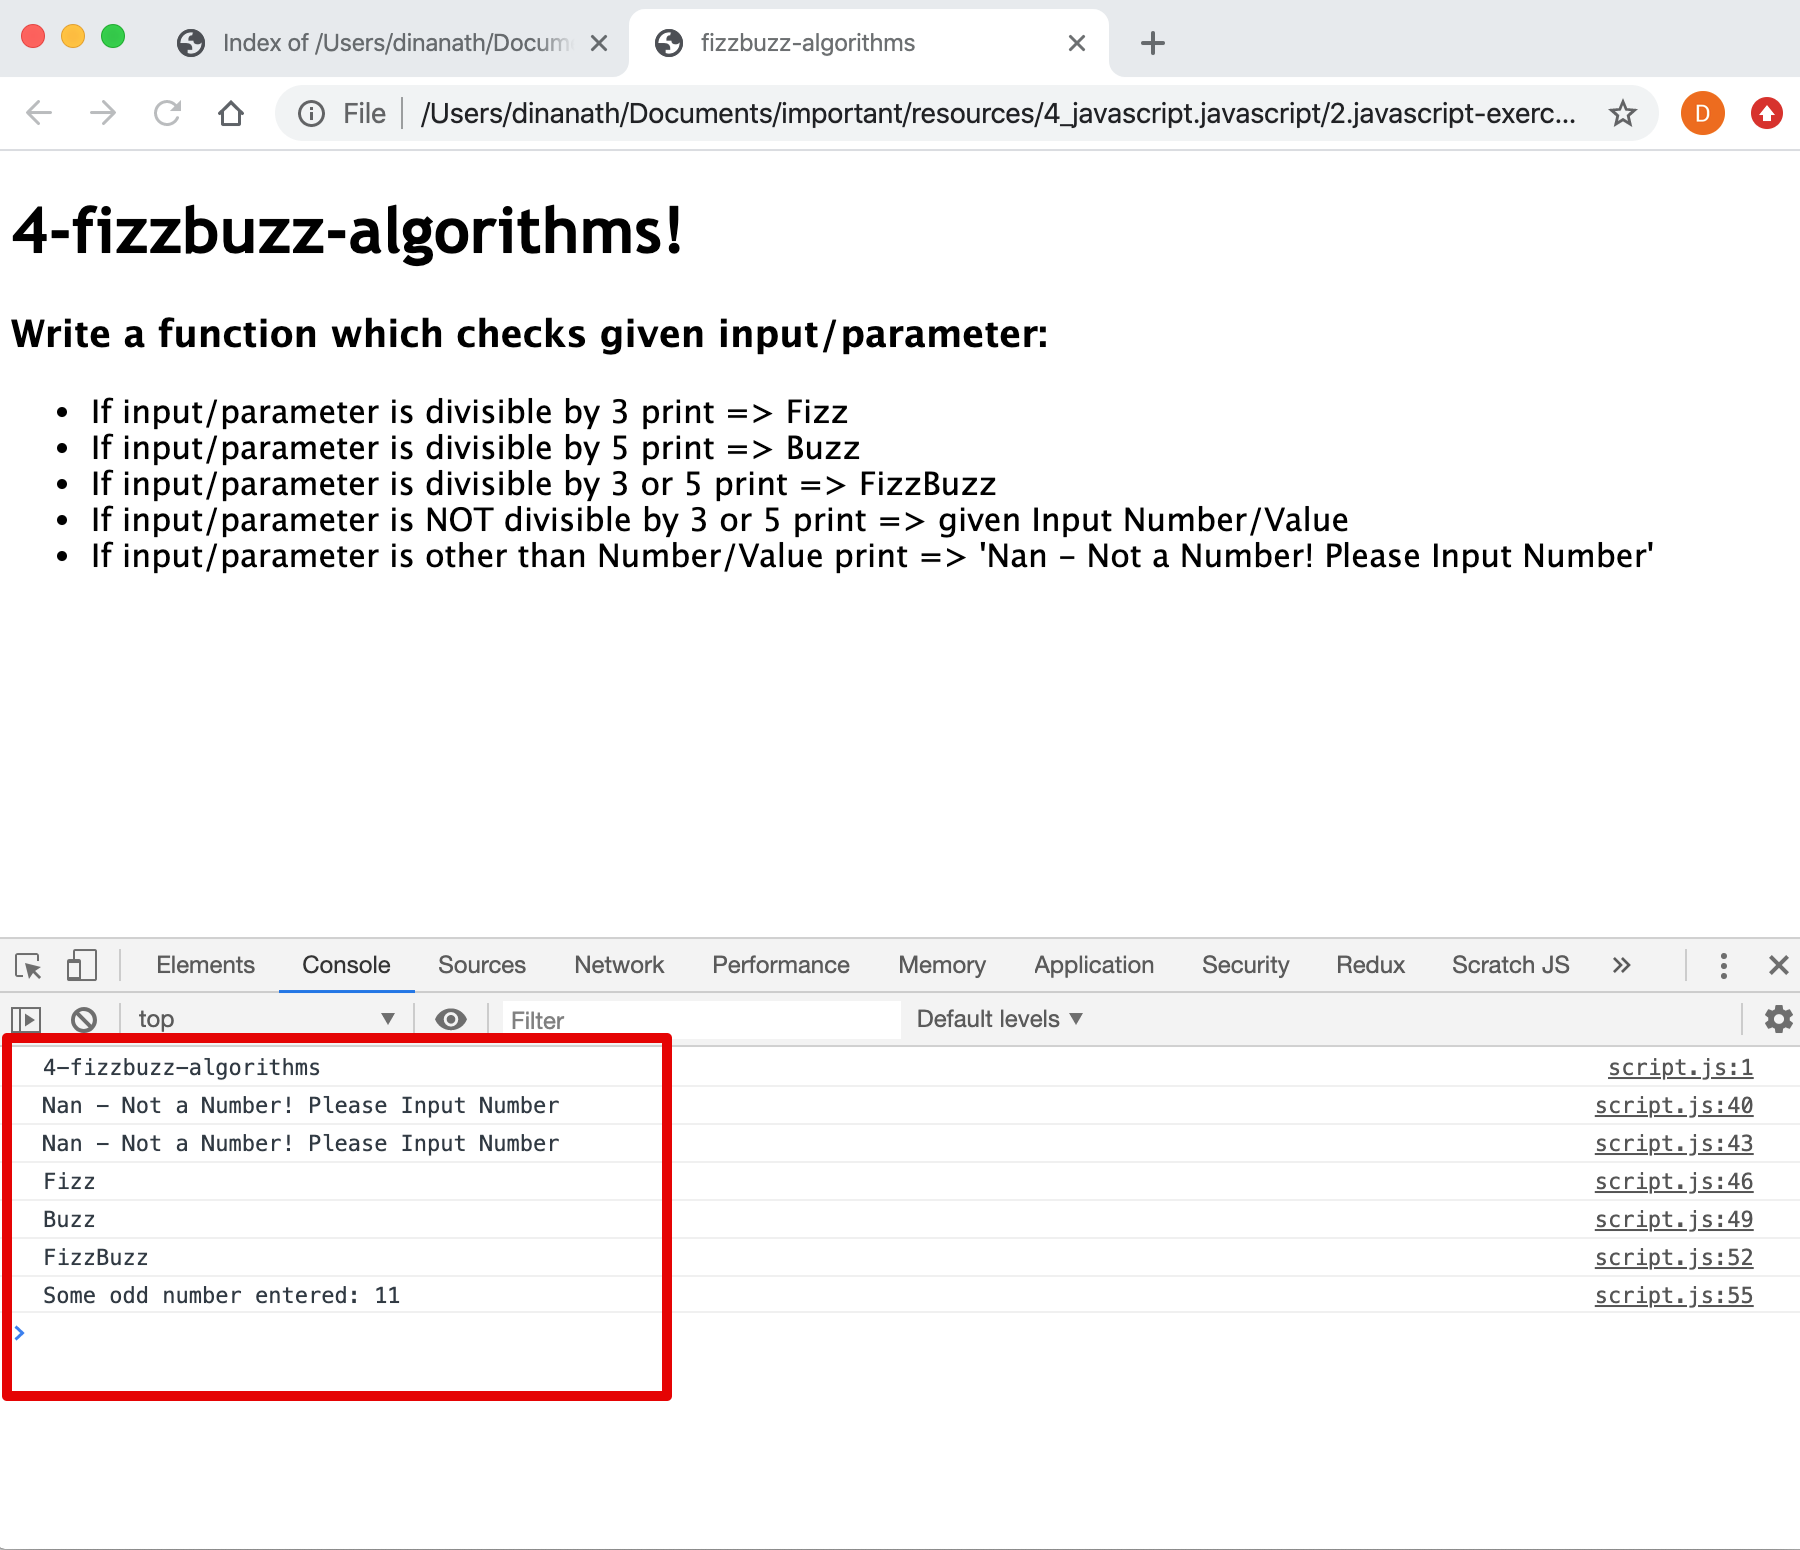 Index of /Users/dinanath/Docum
fizzbuzz-algorithms
File /Users/dinanath/Documents/important/resources/4_javascript.javascript/2.javascript-exerc...
D
4-fizzbuzz-algorithms!
Write a function which checks given input/parameter:
• If input/parameter is divisible by 3 print => Fizz
• If input/parameter is divisible by 5 print => Buzz
• If input/parameter is divisible by 3 or 5 print => FizzBuzz
• If input/parameter is NOT divisible by 3 or 5 print => given Input Number/Value
• If input/parameter is other than Number/Value print => 'Nan - Not a Number! Please Input Number'
Elements Console Sources Network Performance Memory Application Security Redux Scratch JS »
top Filter Default levels
4-fizzbuzz-algorithms script.js:1
Nan - Not a Number! Please Input Number script.js:40
Nan - Not a Number! Please Input Number script.js:43
Fizz script.js:46
Buzz script.js:49
FizzBuzz script.js:52
Some odd number entered: 11 script.js:55